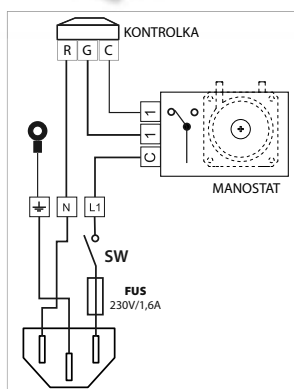 KONTROLKA
R G C
1
1
C
MANOSTAT
N L1
SW
FUS
230V/1,6A